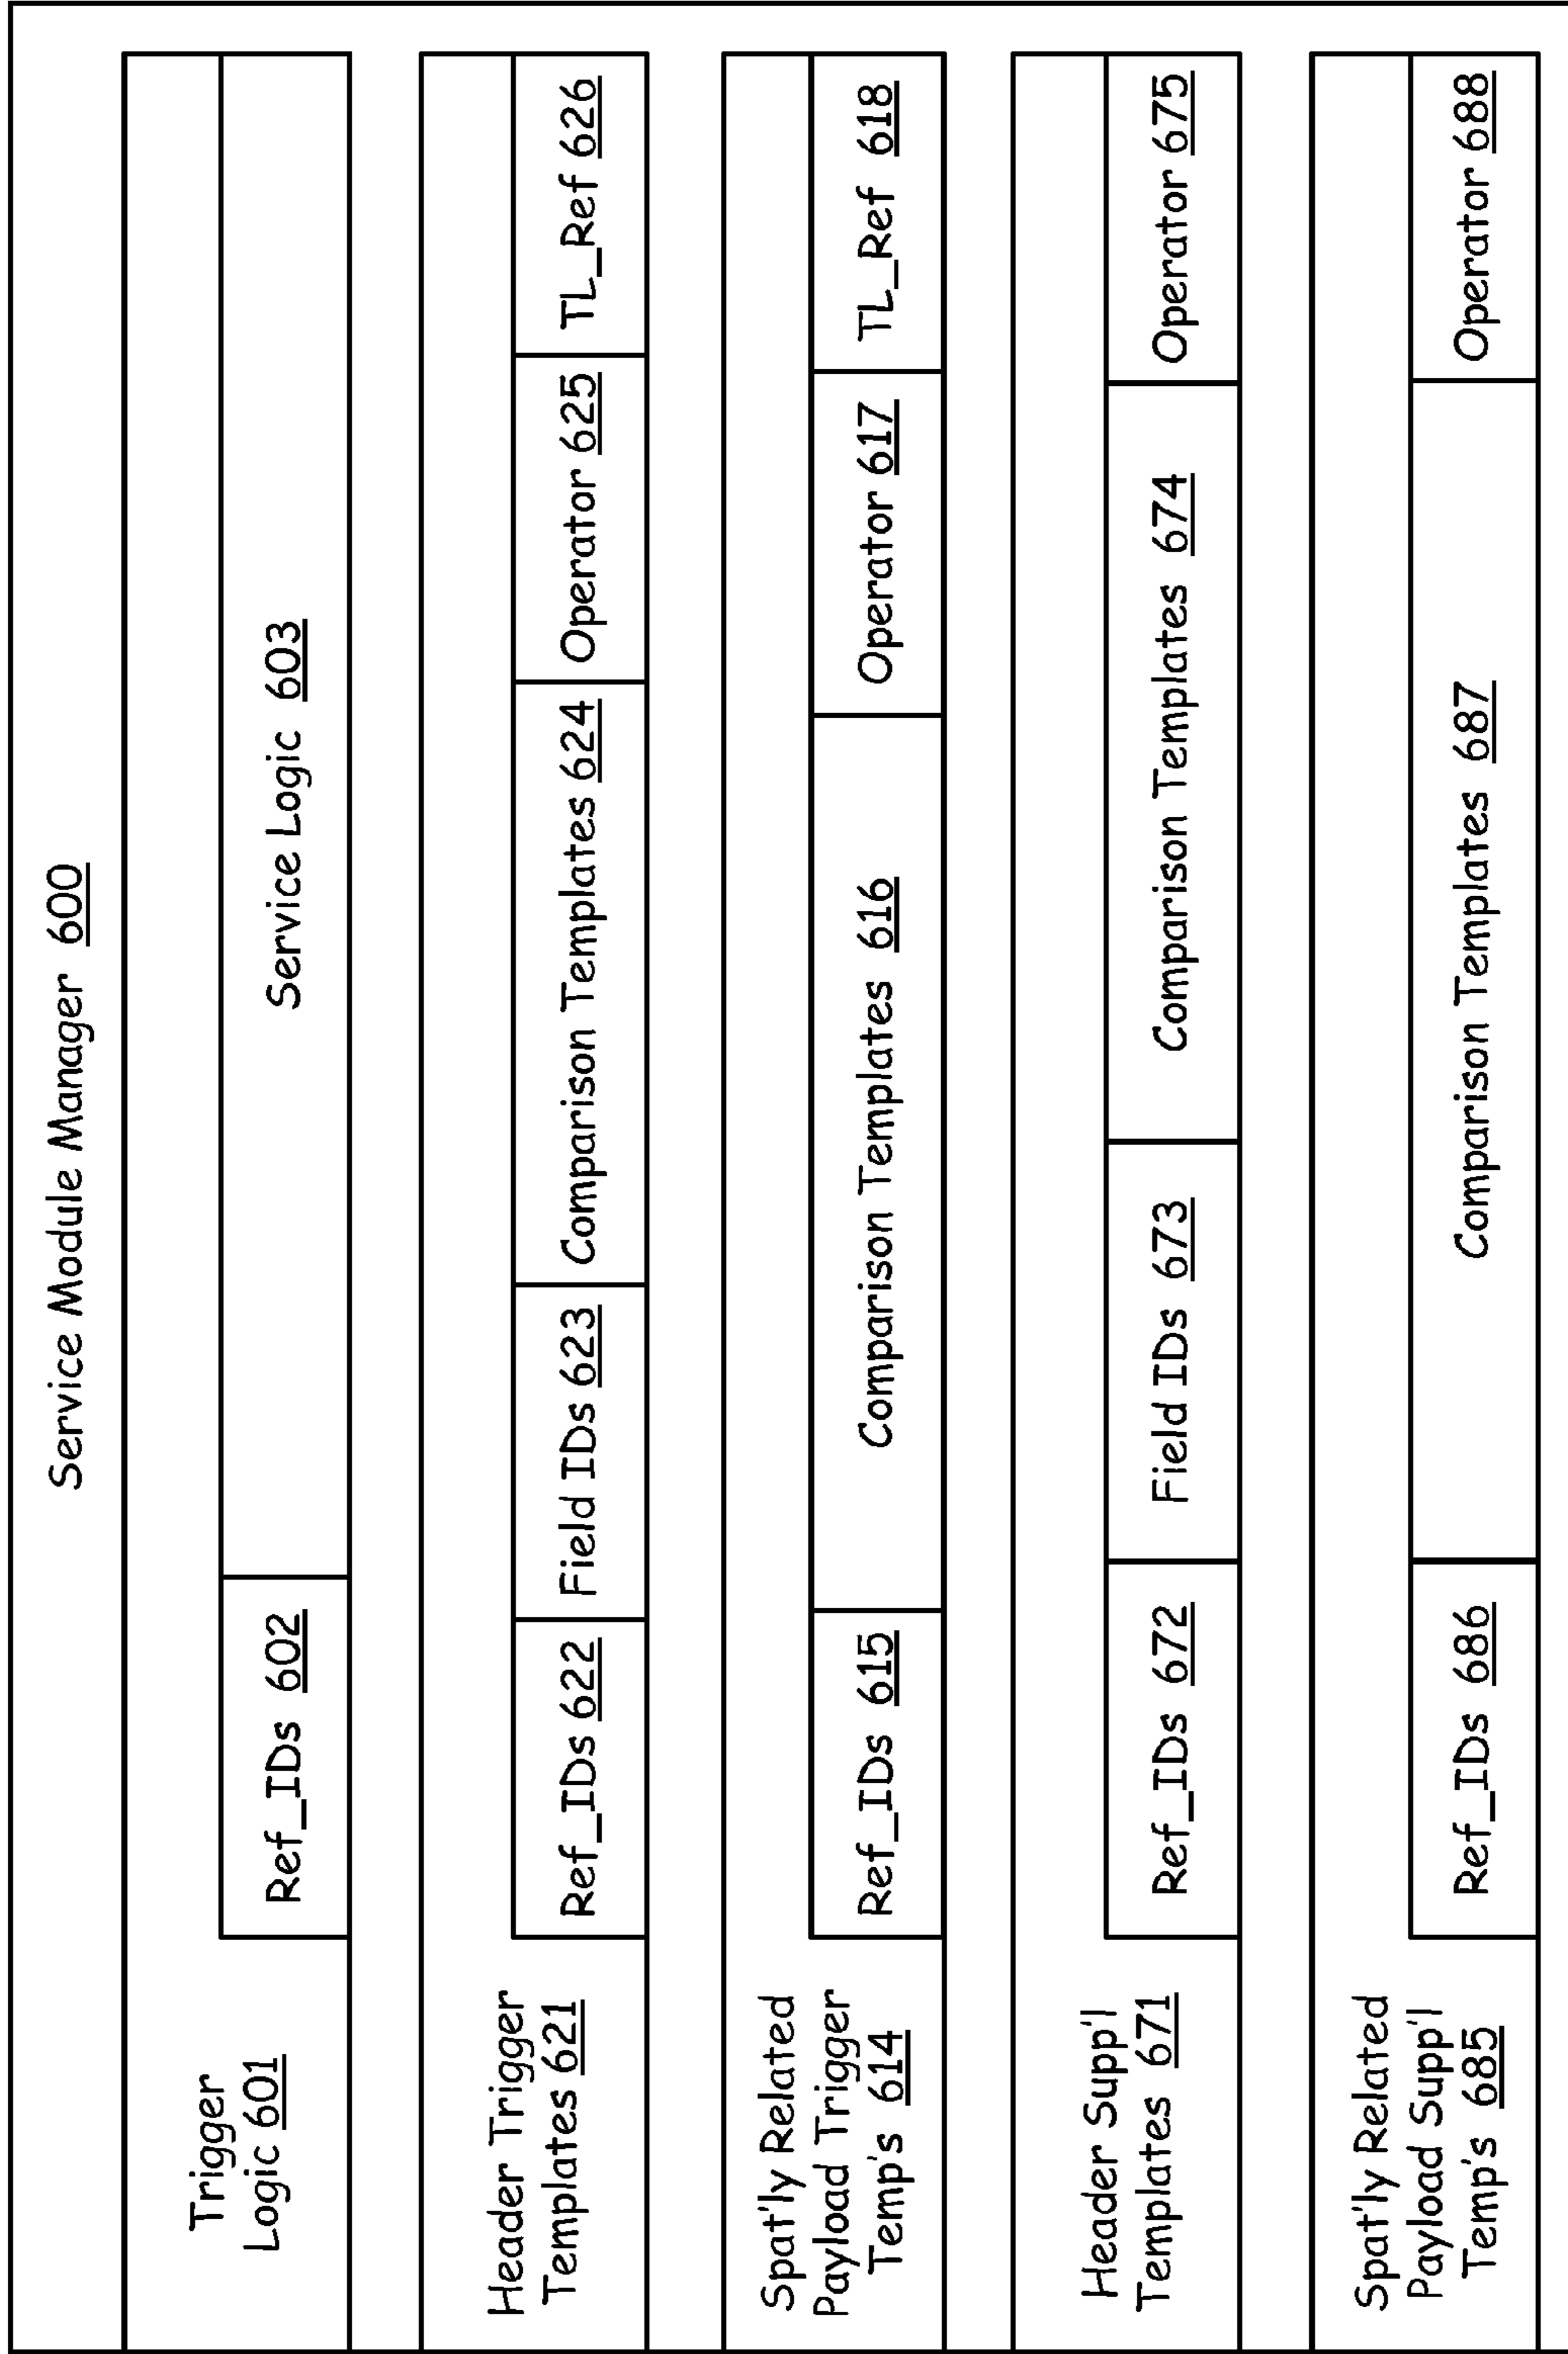 Service Module Manager 600
Trigger
Logic 601
Ref_IDs 602
Service Logic 603
Header Trigger
Templates 621
Ref_IDs 622
Field IDs 623
Comparison Templates 624
Operator 625
TL_Ref 626
Spat'ly Related
Payload Trigger
Temp's 614
Ref_IDs 615
Comparison Templates 616
Operator 617
TL_Ref 618
Header Supp'l
Templates 671
Ref_IDs 672
Field IDs 673
Comparison Templates 674
Operator 675
Spat'ly Related
Payload Supp'l
Temp's 685
Ref_IDs 686
Comparison Templates 687
Operator 688